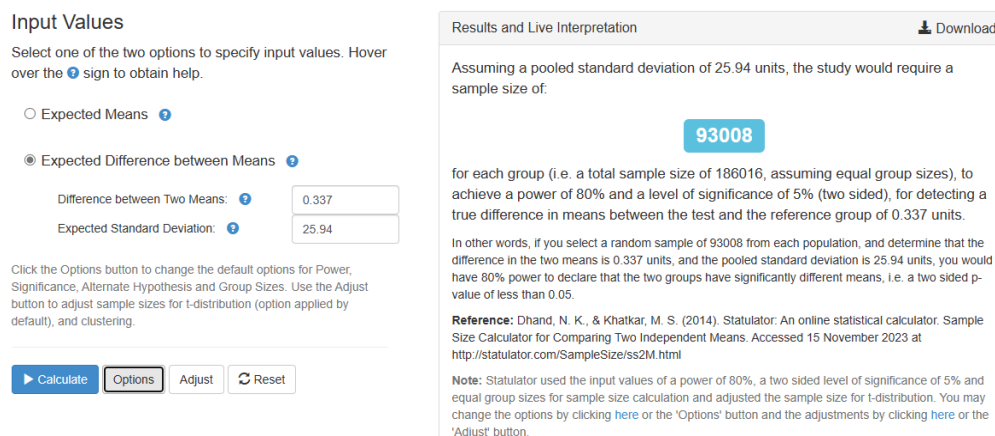 Input Values
Select one of the two options to specify input values. Hover
over the ? sign to obtain help.
Expected Means ?
Expected Difference between Means ?
Difference between Two Means: ? 0.337
Expected Standard Deviation: ? 25.94
Click the Options button to change the default options for Power,
Significance, Alternate Hypothesis and Group Sizes. Use the Adjust
button to adjust sample sizes for t-distribution (option applied by
default), and clustering.
Calculate Options Adjust Reset
Results and Live Interpretation Download
Assuming a pooled standard deviation of 25.94 units, the study would require a
sample size of:
93008
for each group (i.e. a total sample size of 186016, assuming equal group sizes), to
achieve a power of 80% and a level of significance of 5% (two sided), for detecting a
true difference in means between the test and the reference group of 0.337 units.
In other words, if you select a random sample of 93008 from each population, and determine that the
difference in the two means is 0.337 units, and the pooled standard deviation is 25.94 units, you would
have 80% power to declare that the two groups have significantly different means, i.e. a two sided p-
value of less than 0.05.
Reference: Dhand, N. K., & Khatkar, M. S. (2014). Statulator: An online statistical calculator. Sample
Size Calculator for Comparing Two Independent Means. Accessed 15 November 2023 at
http://statulator.com/SampleSize/ss2M.html
Note: Statulator used the input values of a power of 80%, a two sided level of significance of 5% and
equal group sizes for sample size calculation and adjusted the sample size for t-distribution. You may
change the options by clicking here or the 'Options' button and the adjustments by clicking here or the
'Adjust' button.